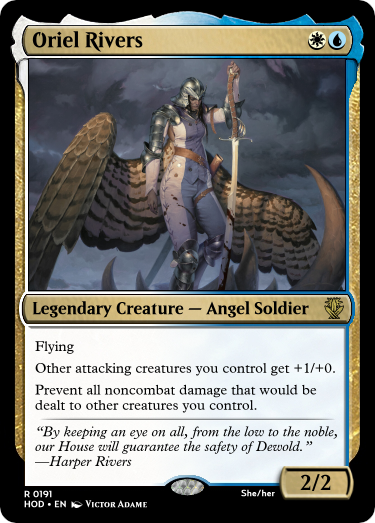 Oriel Rivers
Legendary Creature — Angel Soldier
Flying
Other attacking creatures you control get +1/+0.
Prevent all noncombat damage that would be
dealt to other creatures you control.
“By keeping an eye on all, from the low to the noble,
our House will guarantee the safety of Dewold.”
—Harper Rivers
2/2
R 0191
She/her
HOD • EN Victor Adame